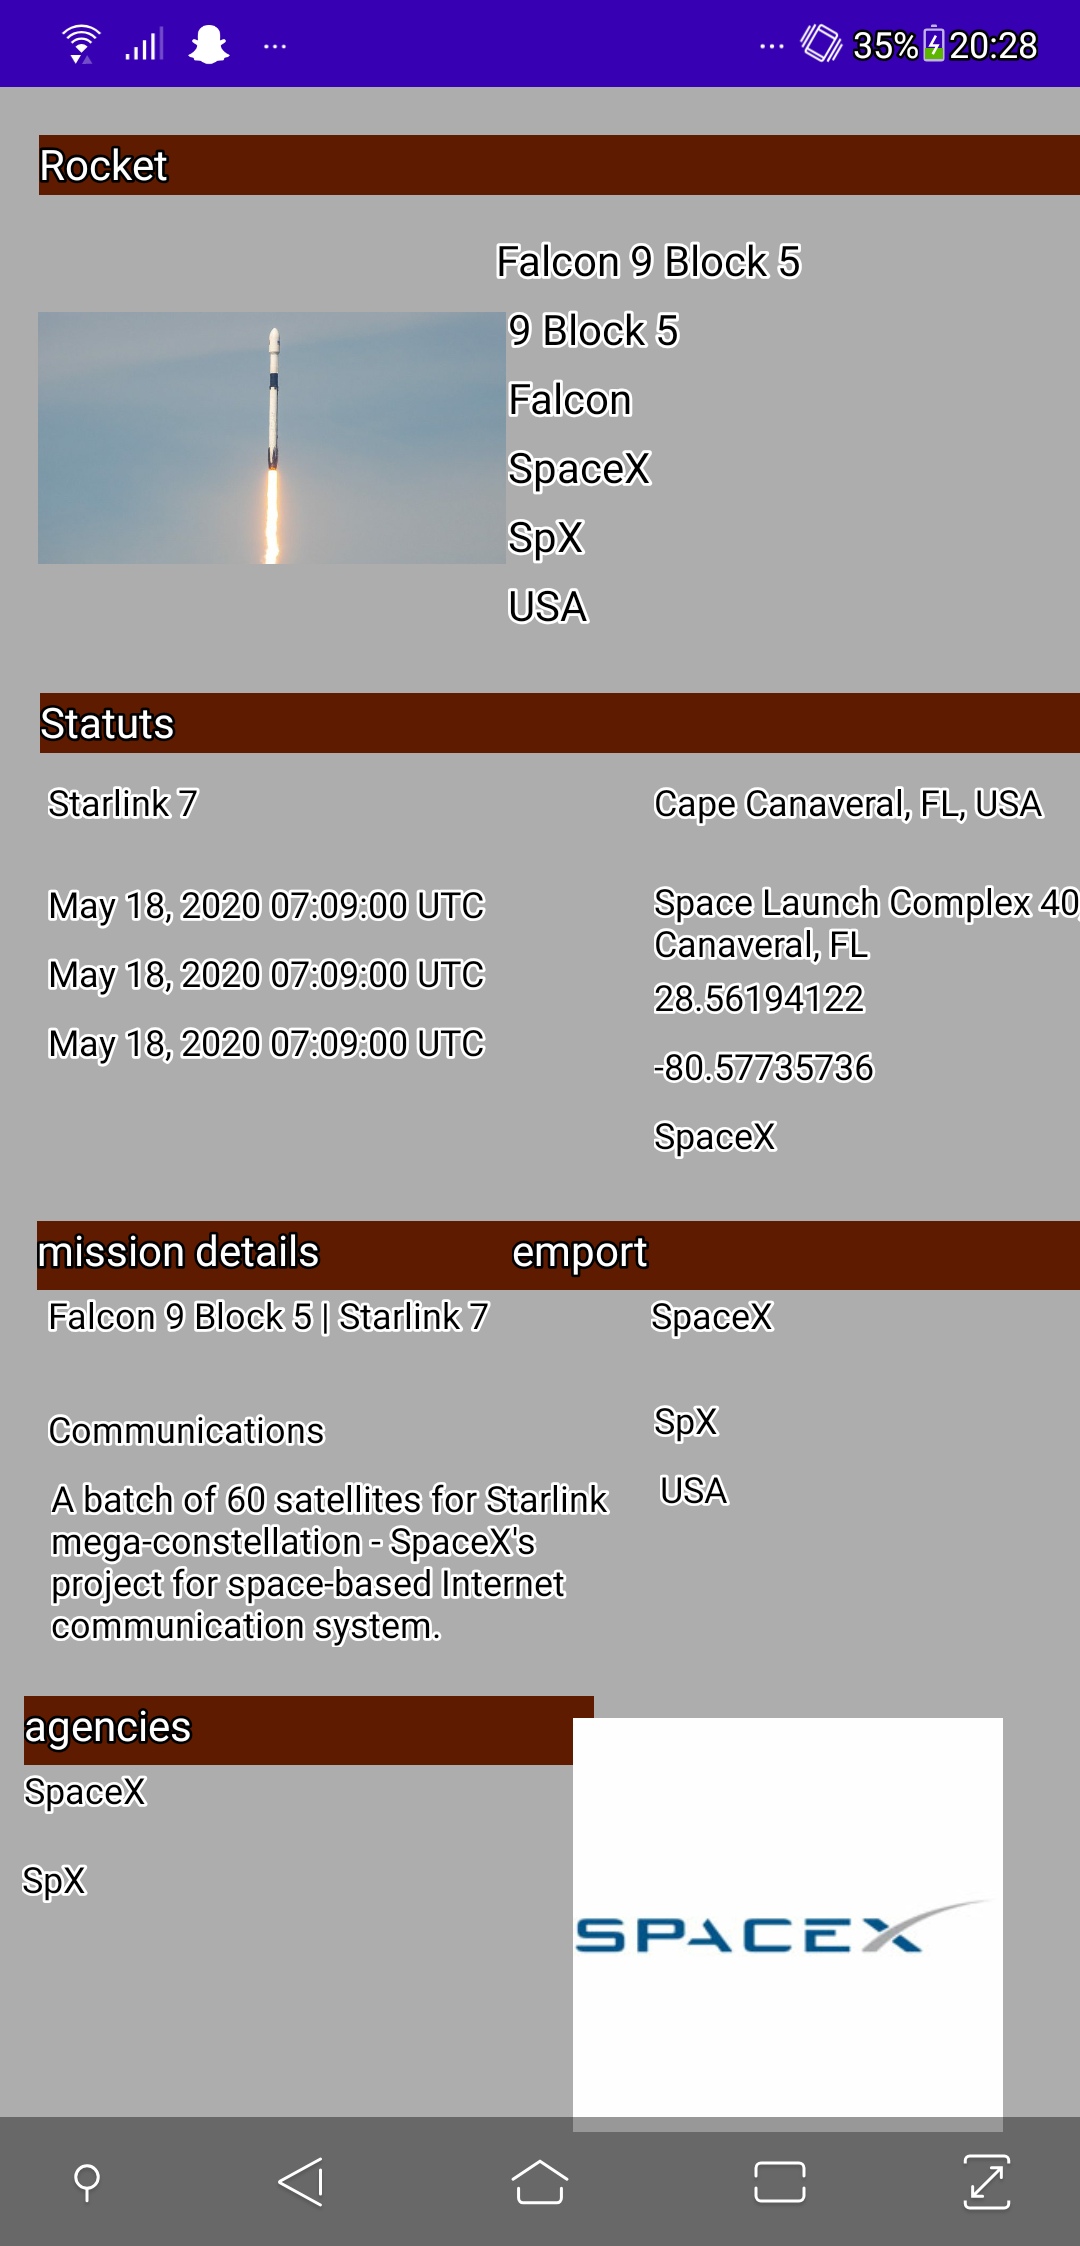 35% 20:28
Rocket
Falcon 9 Block 5
9 Block 5
Falcon
SpaceX
SpX
USA
Statuts
Starlink 7
Cape Canaveral, FL, USA
May 18, 2020 07:09:00 UTC
Space Launch Complex 40,
Canaveral, FL
May 18, 2020 07:09:00 UTC
28.56194122
May 18, 2020 07:09:00 UTC
-80.57735736
SpaceX
mission details
emport
Falcon 9 Block 5 | Starlink 7
SpaceX
Communications
SpX
USA
A batch of 60 satellites for Starlink
mega-constellation - SpaceX's
project for space-based Internet
communication system.
agencies
SpaceX
SpX
SPACEX